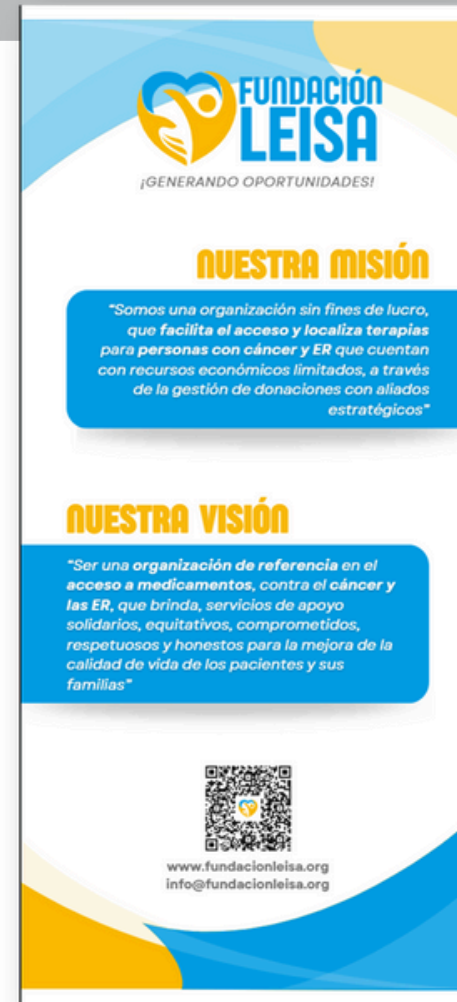 FUNDACIÓN
LEISA
¡GENERANDO OPORTUNIDADES!
NUESTRA MISIÓN
"Somos una organización sin fines de lucro,
que facilita el acceso y localiza terapias
para personas con cáncer y ER que cuentan
con recursos económicos limitados, a través
de la gestión de donaciones con aliados
estratégicos"
NUESTRA VISIÓN
"Ser una organización de referencia en el
acceso a medicamentos, contra el cáncer y
las ER, que brinda, servicios de apoyo
solidarios, equitativos, comprometidos,
respetuosos y honestos para la mejora de la
calidad de vida de los pacientes y sus
familias"
www.fundacionleisa.org
info@fundacionleisa.org